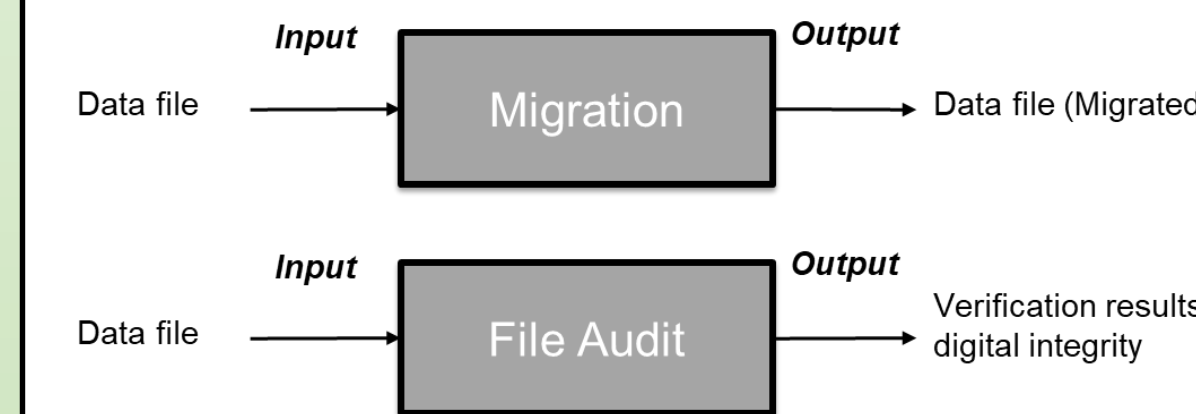 Input
Output
Data file
Migration
Data file (Migrated
Input
Output
Data file
File Audit
Verification results
digital integrity